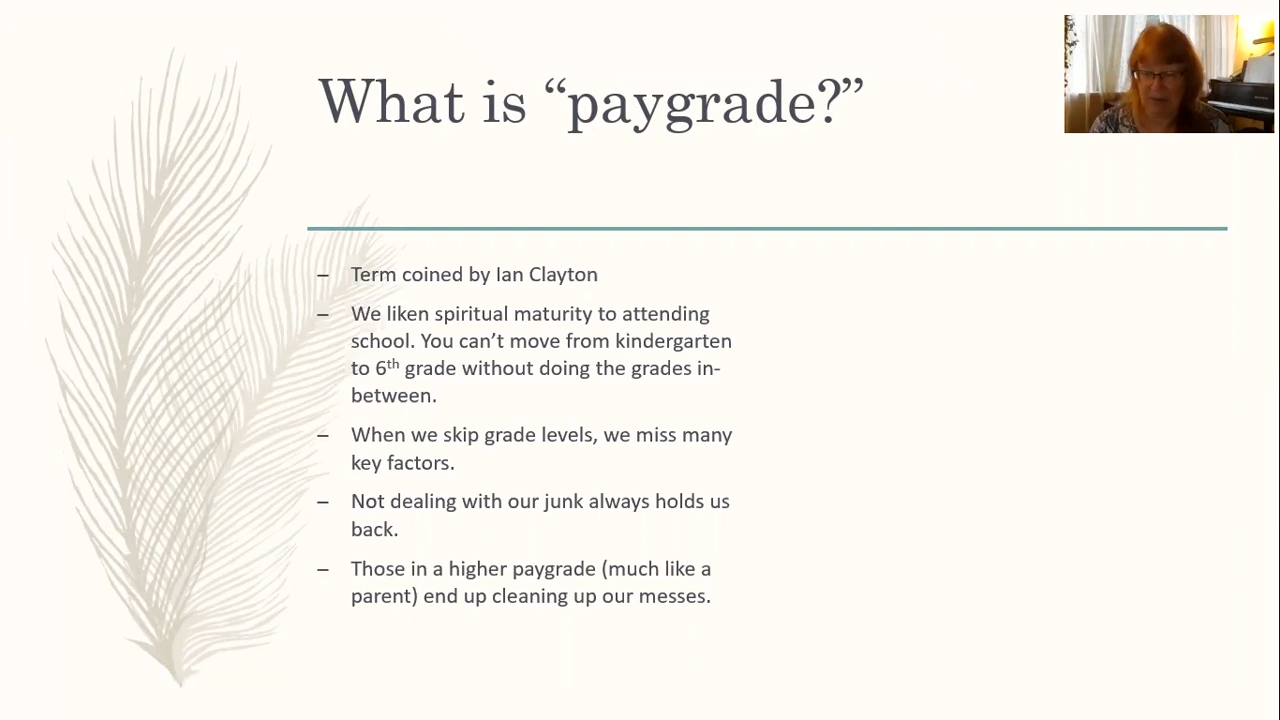 What is “paygrade?”
– Term coined by Ian Clayton
– We liken spiritual maturity to attending
school. You can’t move from kindergarten
to 6th grade without doing the grades in-
between.
– When we skip grade levels, we miss many
key factors.
– Not dealing with our junk always holds us
back.
– Those in a higher paygrade (much like a
parent) end up cleaning up our messes.